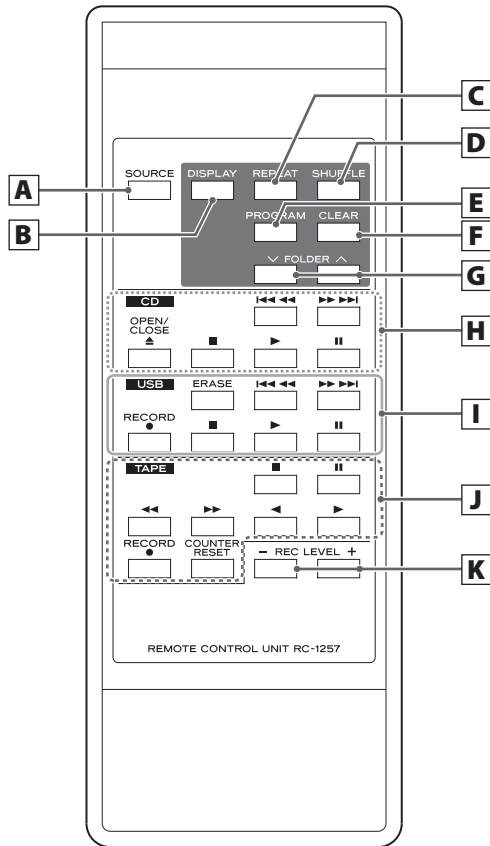 C
D
SOURCE DISPLAY REPEAT SHUFFLE
A
E
PROGRAM CLEAR
B
F
FOLDER
G
CD
OPEN/
CLOSE
H
USB ERASE
RECORD
I
TAPE
J
RECORD COUNTER
RESET
− REC LEVEL +
K
REMOTE CONTROL UNIT RC-1257